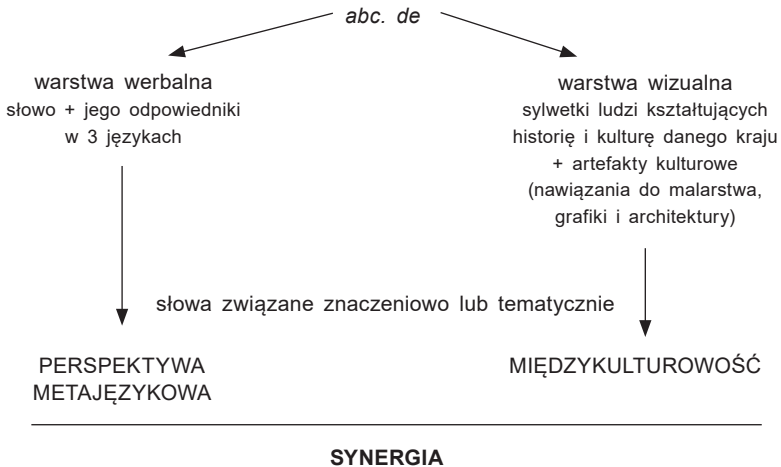 abc. de
warstwa werbalna
słowo + jego odpowiedniki
w 3 językach
warstwa wizualna
sylwetki ludzi kształtujących
historię i kulturę danego kraju
+ artefakty kulturowe
(nawiązania do malarstwa,
grafiki i architektury)
słowa związane znaczeniowo lub tematycznie
PERSPEKTYWA
METAJĘZYKOWA
MIĘDZYKULTUROWOŚĆ
SYNERGIA